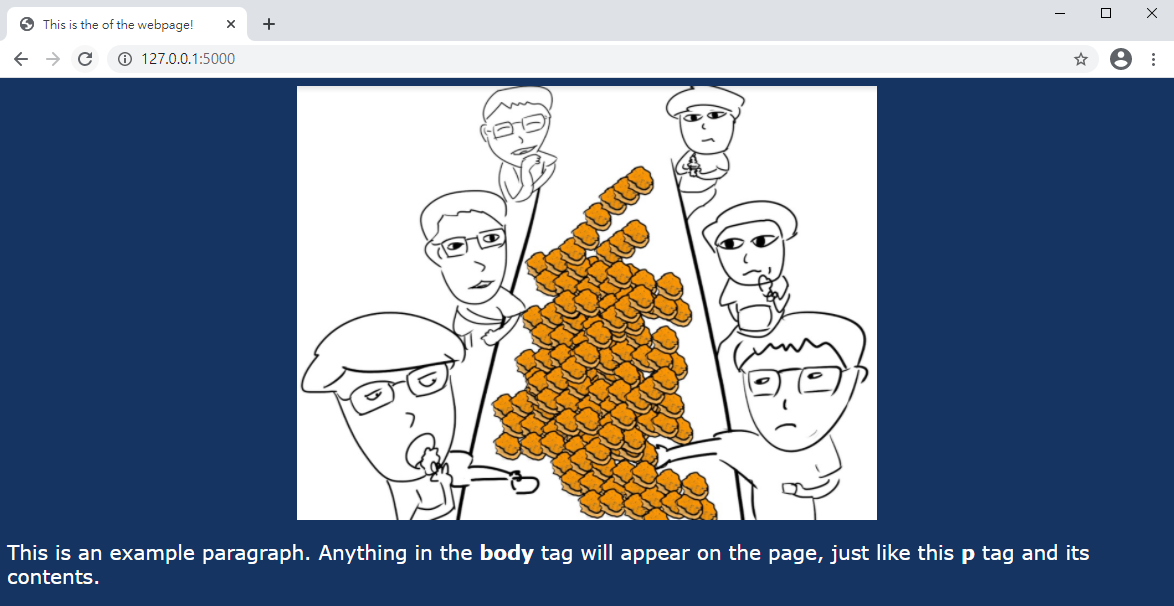 This is the of the webpage!
127.0.0.1:5000
This is an example paragraph. Anything in the body tag will appear on the page, just like this p tag and its
contents.